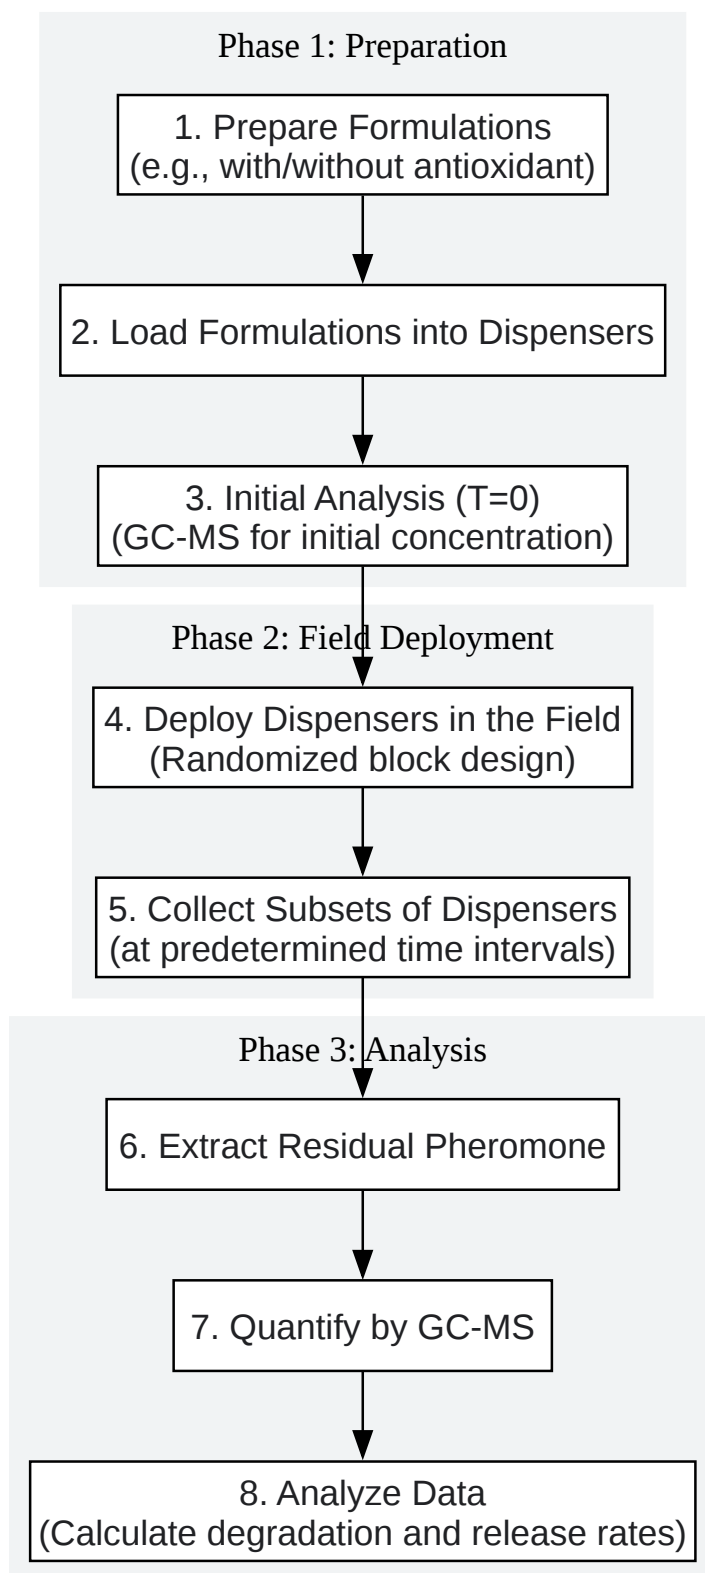 Phase 1: Preparation
1. Prepare Formulations
(e.g., with/without antioxidant)
2. Load Formulations into Dispensers
3. Initial Analysis (T=0)
(GC-MS for initial concentration)
Phase 2: Field Deployment
4. Deploy Dispensers in the Field
(Randomized block design)
5. Collect Subsets of Dispensers
(at predetermined time intervals)
Phase 3: Analysis
6. Extract Residual Pheromone
7. Quantify by GC-MS
8. Analyze Data
(Calculate degradation and release rates)